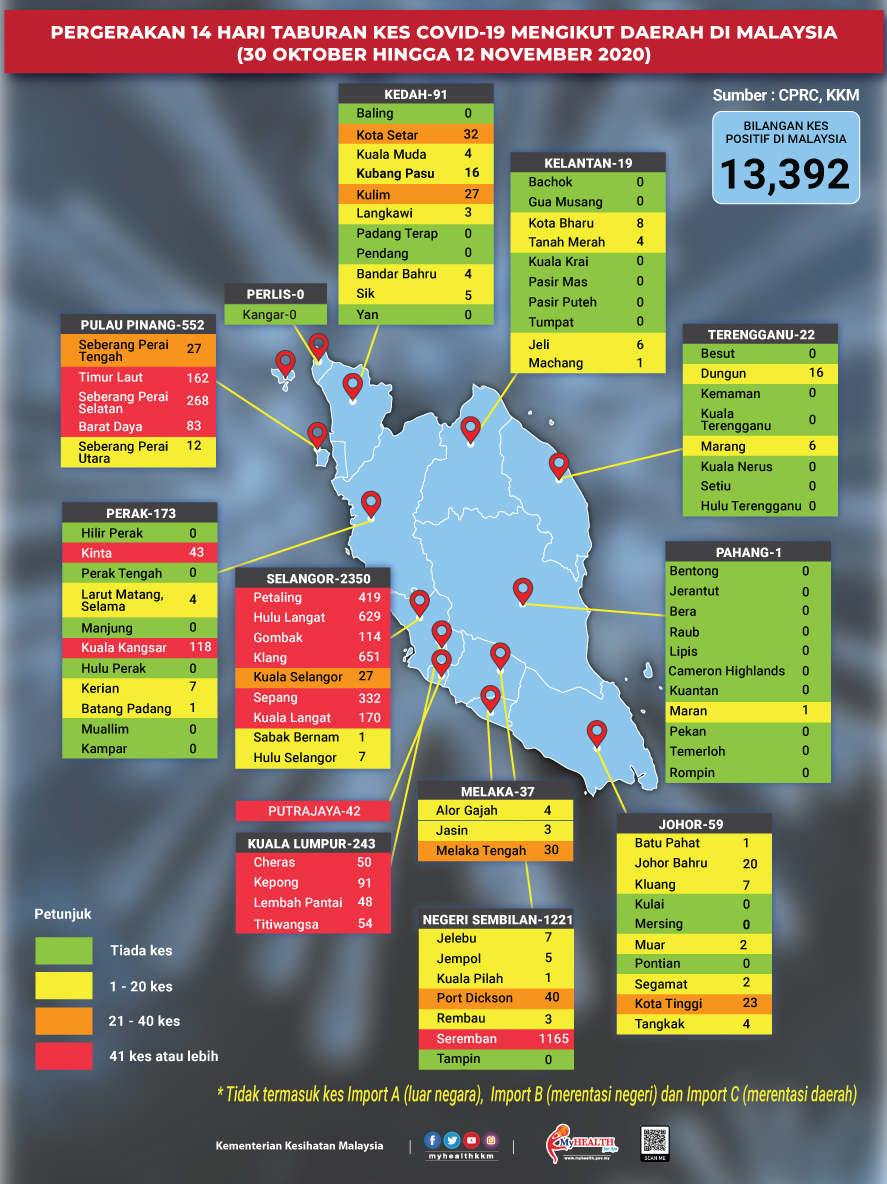 PERGERAKAN 14 HARI TABURAN KES COVID-19 MENGIKUT DAERAH DI MALAYSIA
(30 OKTOBER HINGGA 12 NOVEMBER 2020)
Sumber : CPRC, KKM
BILANGAN KES
POSITIF DI MALAYSIA
13,392
KEDAH-91
Baling 0
Kota Setar 32
Kuala Muda 4
Kubang Pasu 16
Kulim 27
Langkawi 3
Padang Terap 0
Pendang 0
Bandar Bahru 4
Sik 5
Yan 0
KELANTAN-19
Bachok 0
Gua Musang 0
Kota Bharu 8
Tanah Merah 4
Kuala Krai 0
Pasir Mas 0
Pasir Puteh 0
Tumpat 0
Jeli 6
Machang 1
PERLIS-0
Kangar-0
PULAU PINANG-552
Seberang Perai
Tengah 27
Timur Laut 162
Seberang Perai
Selatan 268
Barat Daya 83
Seberang Perai
Utara 12
TERENGGANU-22
Besut 0
Dungun 16
Kemaman 0
Kuala
Terengganu 0
Marang 6
Kuala Nerus 0
Setiu 0
Hulu Terengganu 0
PERAK-173
Hilir Perak 0
Kinta 43
Perak Tengah 0
Larut Matang,
Selama 4
Manjung 0
Kuala Kangsar 118
Hulu Perak 0
Kerian 7
Batang Padang 1
Muallim 0
Kampar 0
SELANGOR-2350
Petaling 419
Hulu Langat 629
Gombak 114
Klang 651
Kuala Selangor 27
Sepang 332
Kuala Langat 170
Sabak Bernam 1
Hulu Selangor 7
PAHANG-1
Bentong 0
Jerantut 0
Bera 0
Raub 0
Lipis 0
Cameron Highlands 0
Kuantan 0
Maran 1
Pekan 0
Temerloh 0
Rompin 0
PUTRAJAYA-42
KUALA LUMPUR-243
Cheras 50
Kepong 91
Lembah Pantai 48
Titiwangsa 54
MELAKA-37
Alor Gajah 4
Jasin 3
Melaka Tengah 30
NEGERI SEMBILAN-1221
Jelebu 7
Jempol 5
Kuala Pilah 1
Port Dickson 40
Rembau 3
Seremban 1165
Tampin 0
JOHOR-59
Batu Pahat 1
Johor Bahru 20
Kluang 7
Kulai 0
Mersing 0
Muar 2
Pontian 0
Segamat 2
Kota Tinggi 23
Tangkak 4
Petunjuk
Tiada kes
1 - 20 kes
21 - 40 kes
41 kes atau lebih
* Tidak termasuk kes Import A (luar negara), Import B (merentasi negeri) dan Import C (merentasi daerah)
Kementerian Kesihatan Malaysia
myhealthkkm
MyHEALTH
for life
www.myhealth.gov.my
SCAN ME